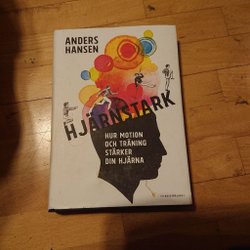 ANDERS
HANSEN
HJÄRNSTARK
HUR MOTION
OCH TRÄNING
STÄRKER
DIN HJÄRNA